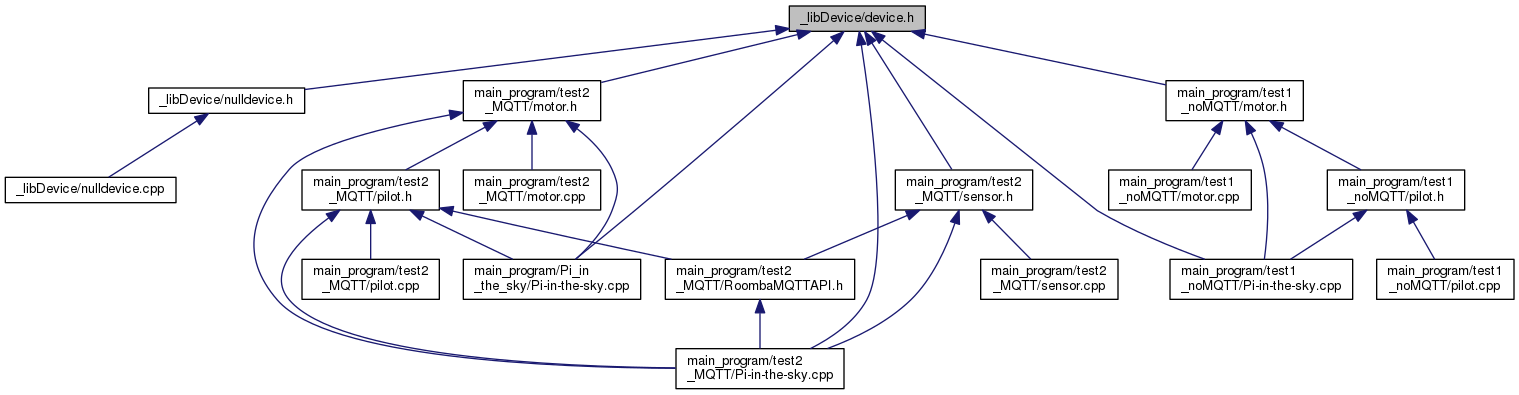 _libDevice/device.h
_libDevice/nulldevice.h
main_program/test2
_MQTT/motor.h
main_program/test1
_noMQTT/motor.h
_libDevice/nulldevice.cpp
main_program/test2
_MQTT/pilot.h
main_program/test2
_MQTT/motor.cpp
main_program/test2
_MQTT/sensor.h
main_program/test1
_noMQTT/motor.cpp
main_program/test1
_noMQTT/pilot.h
main_program/test2
_MQTT/pilot.cpp
main_program/Pi_in
_the_sky/Pi-in-the-sky.cpp
main_program/test2
_MQTT/RoombaMQTTAPI.h
main_program/test2
_MQTT/sensor.cpp
main_program/test1
_noMQTT/Pi-in-the-sky.cpp
main_program/test1
_noMQTT/pilot.cpp
main_program/test2
_MQTT/Pi-in-the-sky.cpp